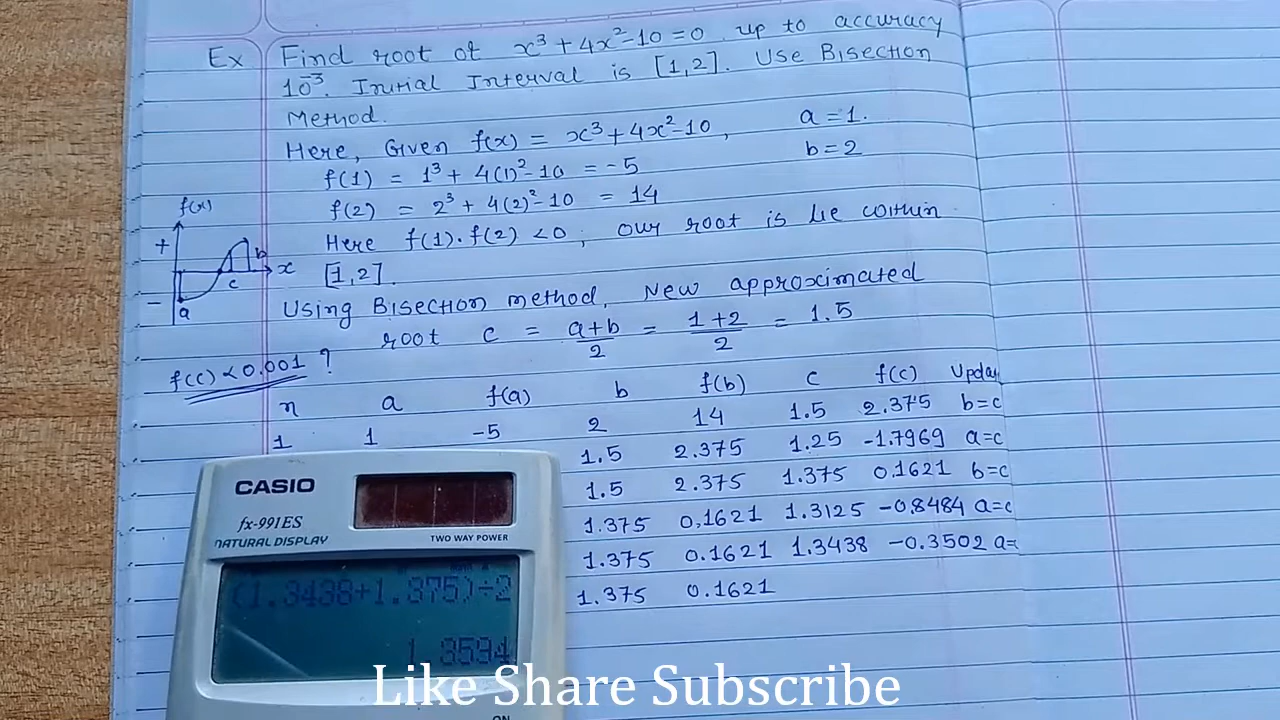 Ex Find root of x³+4x²-10=0 up to accuracy
10⁻³. Initial Interval is [1,2]. Use Bisection
Method.
Here, Given f(x) = x³+4x²-10, a=1.
b=2
f(1) = 1³+4(1)²-10 = -5
f(2) = 2³+4(2)²-10 = 14
Here f(1).f(2)<0, our root is lie within
[1,2].
f(x)
+
-
a
b
c
x
Using Bisection method, New approximated
root c = a+b/2 = 1+2/2 = 1.5
f(c)<0.001 ?
n a f(a) b f(b) c f(c) Updat
1 1 -5 2 14 1.5 2.375 b=c
1.5 2.375 1.25 -1.7969 a=c
1.5 2.375 1.375 0.1621 b=c
1.375 0.1621 1.3125 -0.8484 a=c
1.375 0.1621 1.3438 -0.3502 a=
1.375 0.1621
CASIO
fx-991ES
NATURAL DISPLAY
TWO WAY POWER
(1.3438+1.375)÷2
1.3594
Like Share Subscribe
ON